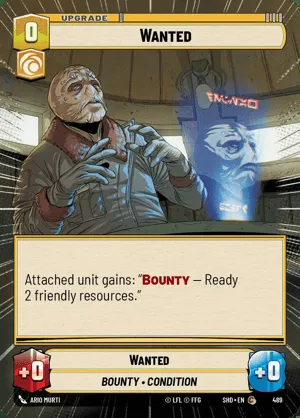 UPGRADE
0
WANTED
Attached unit gains: “BOUNTY — Ready
2 friendly resources.”
WANTED
+0
BOUNTY • CONDITION
+0
ARIO MURTI
© LFL © FFG
SHD • EN
C
489